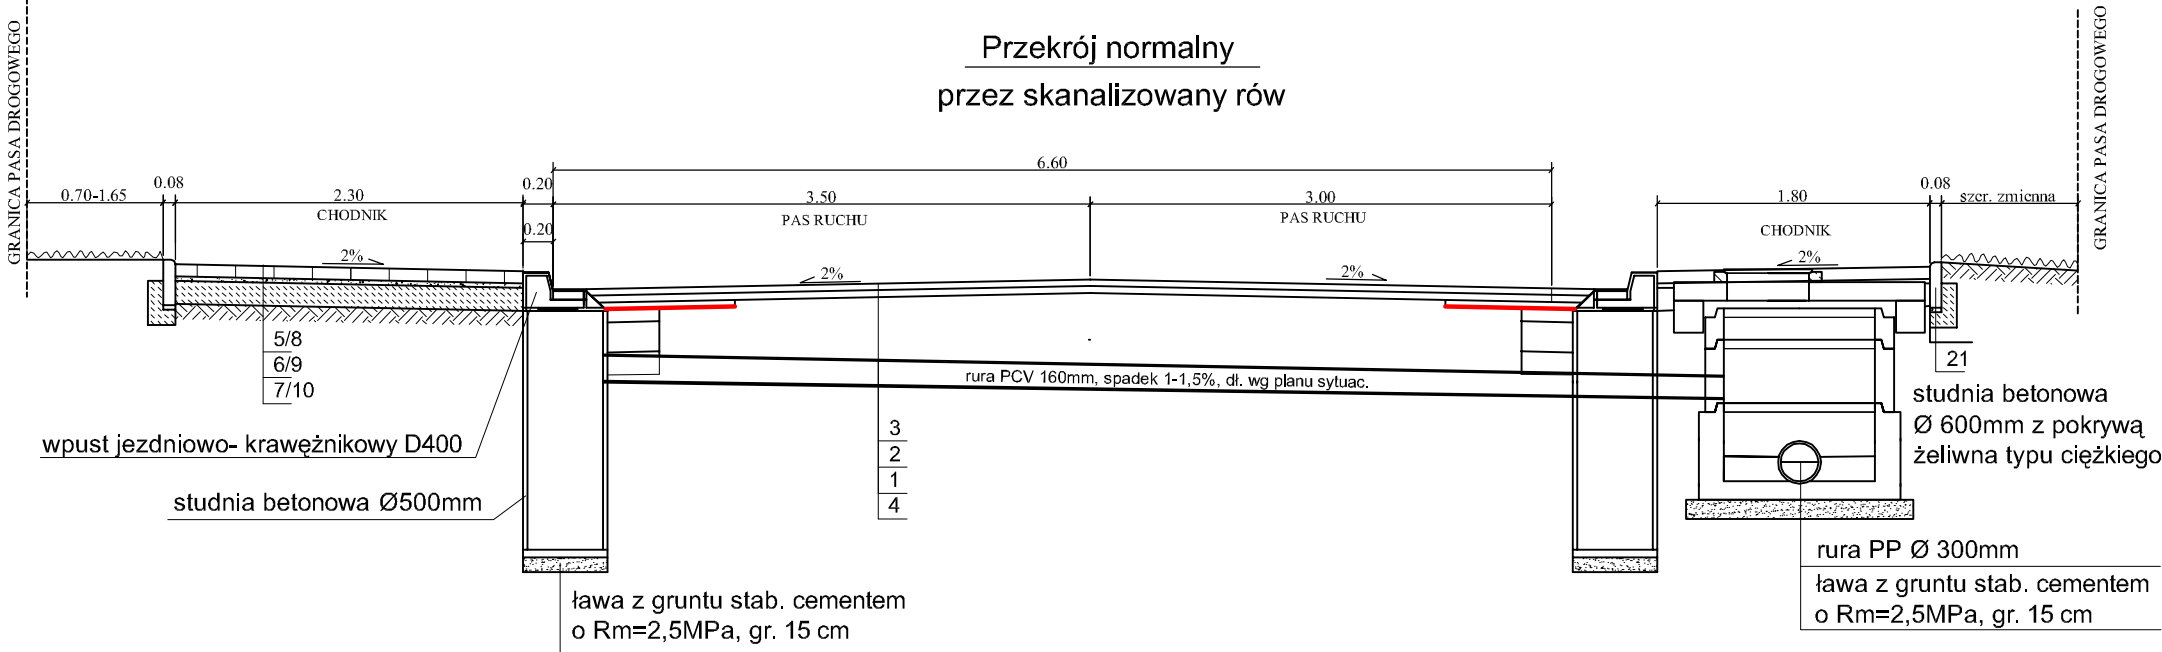 Przekrój normalny
przez skanalizowany rów
GRANICA PASA DROGOWEGO
GRANICA PASA DROGOWEGO
6.60
0.70-1.65
0.08
2.30
0.20
3.50
3.00
1.80
0.08
szer. zmienna
CHODNIK
PAS RUCHU
PAS RUCHU
CHODNIK
0.20
2%
2%
2%
2%
5/8
6/9
7/10
21
rura PCV 160mm, spadek 1-1,5%, dł. wg planu sytuac.
wpust jezdniowo- krawężnikowy D400
studnia betonowa Ø500mm
3
2
1
4
studnia betonowa
Ø 600mm z pokrywą
żeliwna typu ciężkiego
ława z gruntu stab. cementem
o Rm=2,5MPa, gr. 15 cm
rura PP Ø 300mm
ława z gruntu stab. cementem
o Rm=2,5MPa, gr. 15 cm